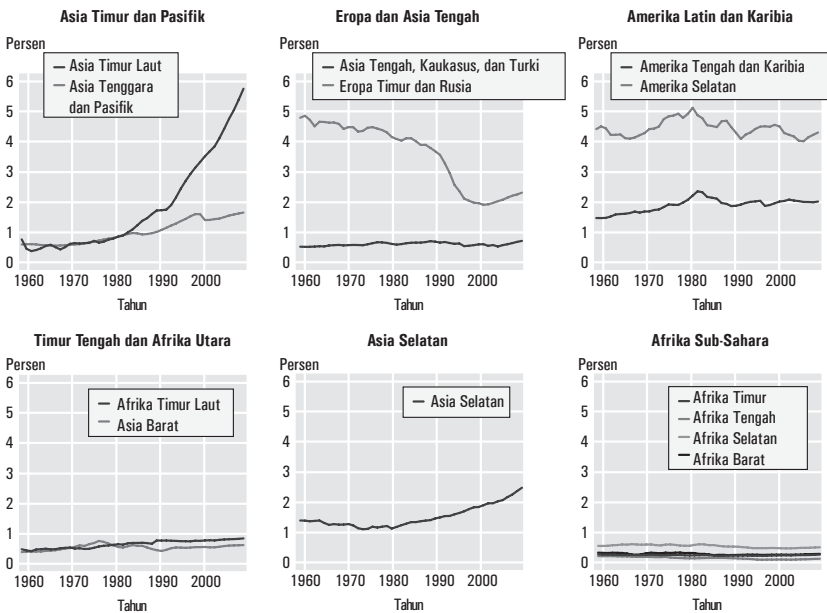 Asia Timur dan Pasifik
Persen
Asia Timur Laut
Asia Tenggara
dan Pasifik
6
5
4
3
2
1
0
1960 1970 1980 1990 2000
Tahun
Eropa dan Asia Tengah
Persen
Asia Tengah, Kaukasus, dan Turki
Eropa Timur dan Rusia
6
5
4
3
2
1
0
1960 1970 1980 1990 2000
Tahun
Amerika Latin dan Karibia
Persen
Amerika Tengah dan Karibia
Amerika Selatan
6
5
4
3
2
1
0
1960 1970 1980 1990 2000
Tahun
Timur Tengah dan Afrika Utara
Persen
Afrika Timur Laut
Asia Barat
6
5
4
3
2
1
0
1960 1970 1980 1990 2000
Tahun
Asia Selatan
Persen
Asia Selatan
6
5
4
3
2
1
0
1960 1970 1980 1990 2000
Tahun
Afrika Sub-Sahara
Persen
Afrika Timur
Afrika Tengah
Afrika Selatan
Afrika Barat
6
5
4
3
2
1
0
1960 1970 1980 1990 2000
Tahun